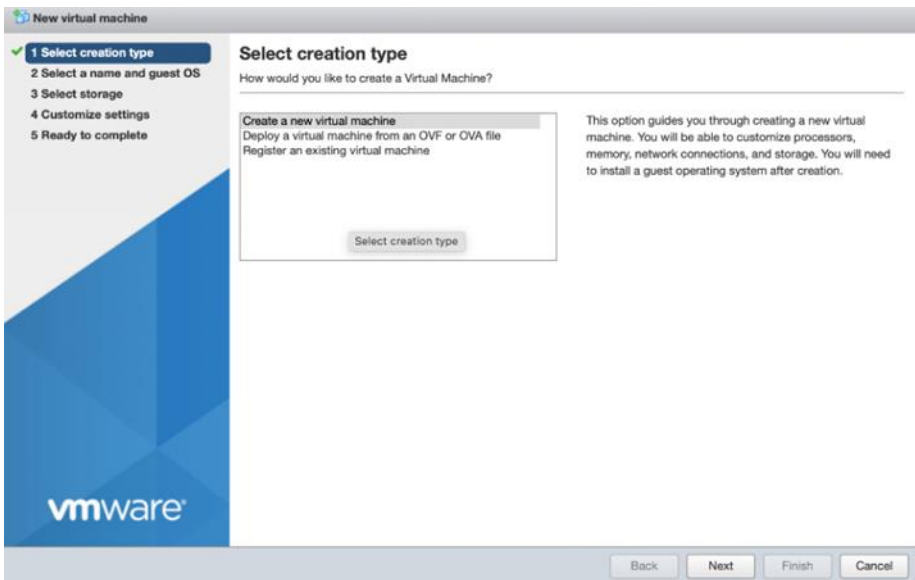 New virtual machine
1 Select creation type
2 Select a name and guest OS
3 Select storage
4 Customize settings
5 Ready to complete
Select creation type
How would you like to create a Virtual Machine?
Create a new virtual machine
Deploy a virtual machine from an OVF or OVA file
Register an existing virtual machine
Select creation type
This option guides you through creating a new virtual
machine. You will be able to customize processors,
memory, network connections, and storage. You will need
to install a guest operating system after creation.
vmware®
Back
Next
Finish
Cancel